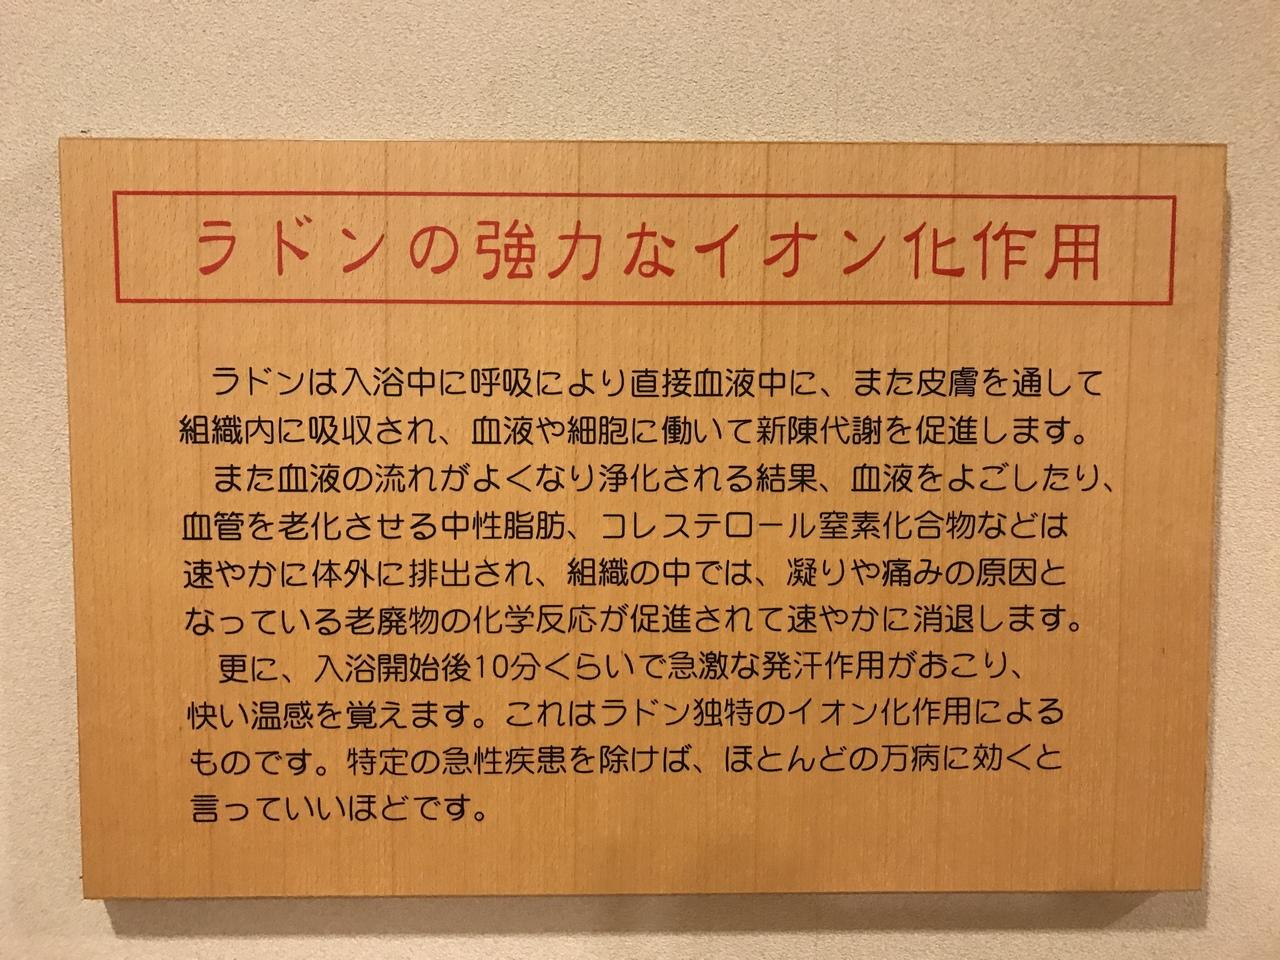 ラドンの強力なイオン化作用
ラドンは入浴中に呼吸により直接血液中に、また皮膚を通して
組織内に吸収され、血液や細胞に働いて新陳代謝を促進します。
また血液の流れがよくなり浄化される結果、血液をよごしたり、
血管を老化させる中性脂肪、コレステロール窒素化合物などは
速やかに体外に排出され、組織の中では、凝りや痛みの原因と
なっている老廃物の化学反応が促進されて速やかに消退します。
更に、入浴開始後10分くらいで急激な発汗作用がおこり、
快い温感を覚えます。これはラドン独特のイオン化作用による
ものです。特定の急性疾患を除けば、ほとんどの万病に効くと
言っていいほどです。